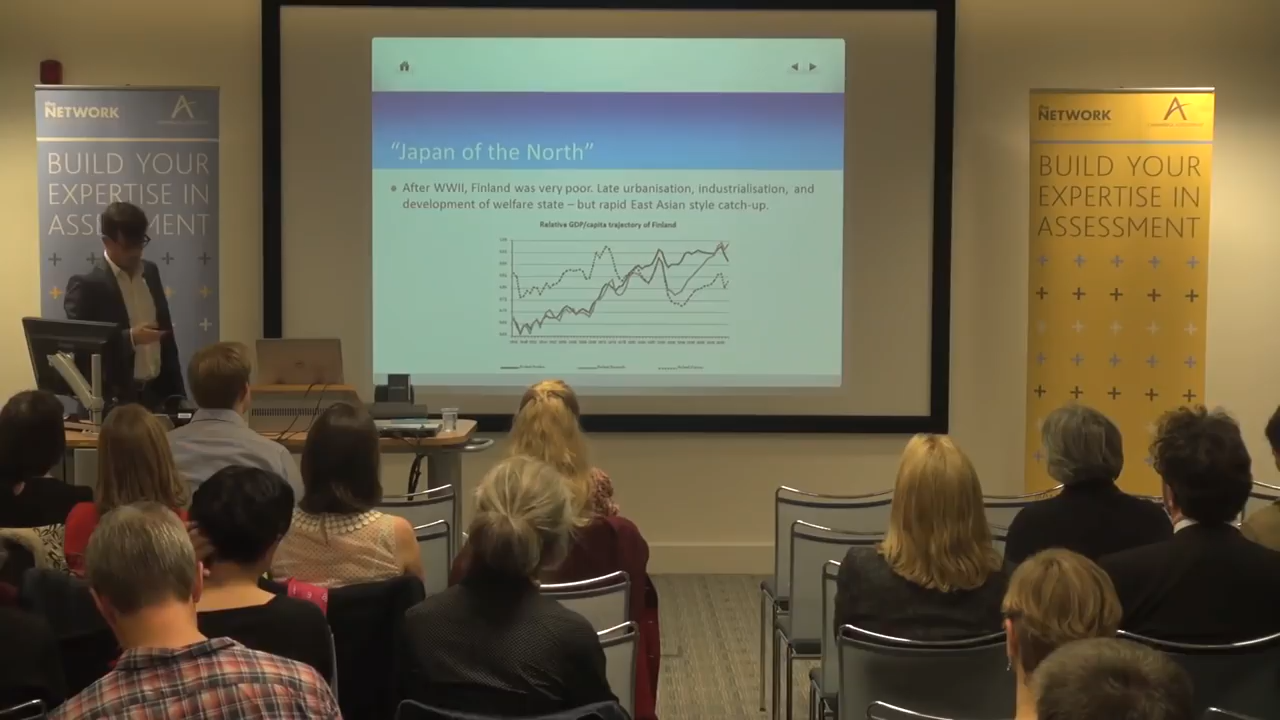 the
NETWORK
BUILD YOUR
EXPERTISE IN
ASSESSMENT
"Japan of the North"
• After WWII, Finland was very poor. Late urbanisation, industrialisation, and
development of welfare state – but rapid East Asian style catch-up.
Relative GDP/capita trajectory of Finland
the
NETWORK
BUILD YOUR
EXPERTISE IN
ASSESSMENT